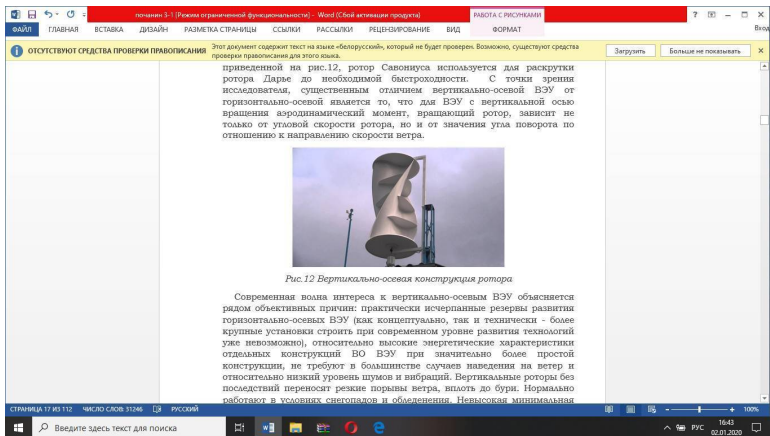 почанин 3-1 [Режим ограниченной функциональности] - Word (Сбой активации продукта)
РАБОТА С РИСУНКАМИ
ФАЙЛ ГЛАВНАЯ ВСТАВКА ДИЗАЙН РАЗМЕТКА СТРАНИЦЫ ССЫЛКИ РАССЫЛКИ РЕЦЕНЗИРОВАНИЕ ВИД ФОРМАТ Вход
ОТСУТСТВУЮТ СРЕДСТВА ПРОВЕРКИ ПРАВОПИСАНИЯ Этот документ содержит текст на языке «белорусский», который не будет проверен. Возможно, существуют средства
проверки правописания для этого языка.
Загрузить Больше не показывать
приведенной на рис.12, ротор Савониуса используется для раскрутки
ротора Дарье до необходимой быстроходности. С точки зрения
исследователя, существенным отличием вертикально-осевой ВЭУ от
горизонтально-осевой является то, что для ВЭУ с вертикальной осью
вращения аэродинамический момент, вращающий ротор, зависит не
только от угловой скорости ротора, но и от значения угла поворота по
отношению к направлению скорости ветра.
Рис.12 Вертикально-осевая конструкция ротора
Современная волна интереса к вертикально-осевым ВЭУ объясняется
рядом объективных причин: практически исчерпанные резервы развития
горизонтально-осевых ВЭУ (как концептуально, так и технически - более
крупные установки строить при современном уровне развития технологий
уже невозможно), относительно высокие энергетические характеристики
отдельных конструкций ВО ВЭУ при значительно более простой
конструкции, не требуют в большинстве случаев наведения на ветер и
относительно низкий уровень шумов и вибраций. Вертикальные роторы без
последствий переносят резкие порывы ветра, вплоть до бури. Нормально
работают в условиях снегопадов и обледенения. Невысокая минимальная
СТРАНИЦА 17 ИЗ 112 ЧИСЛО СЛОВ: 31246 РУССКИЙ 100%
Введите здесь текст для поиска
РУС
16:43
02.01.2020